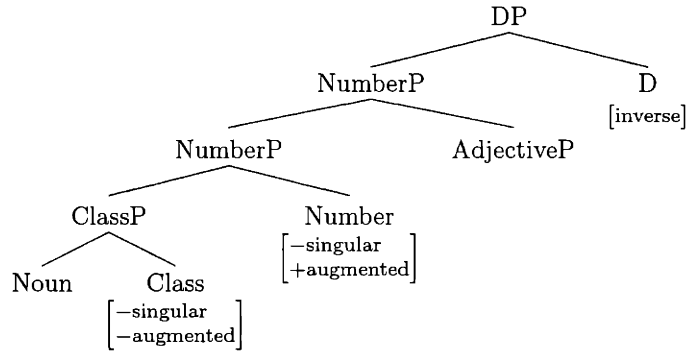 DP
NumberP D
[inverse]
NumberP AdjectiveP
ClassP Number
[−singular
+augmented]
Noun Class
[−singular
−augmented]